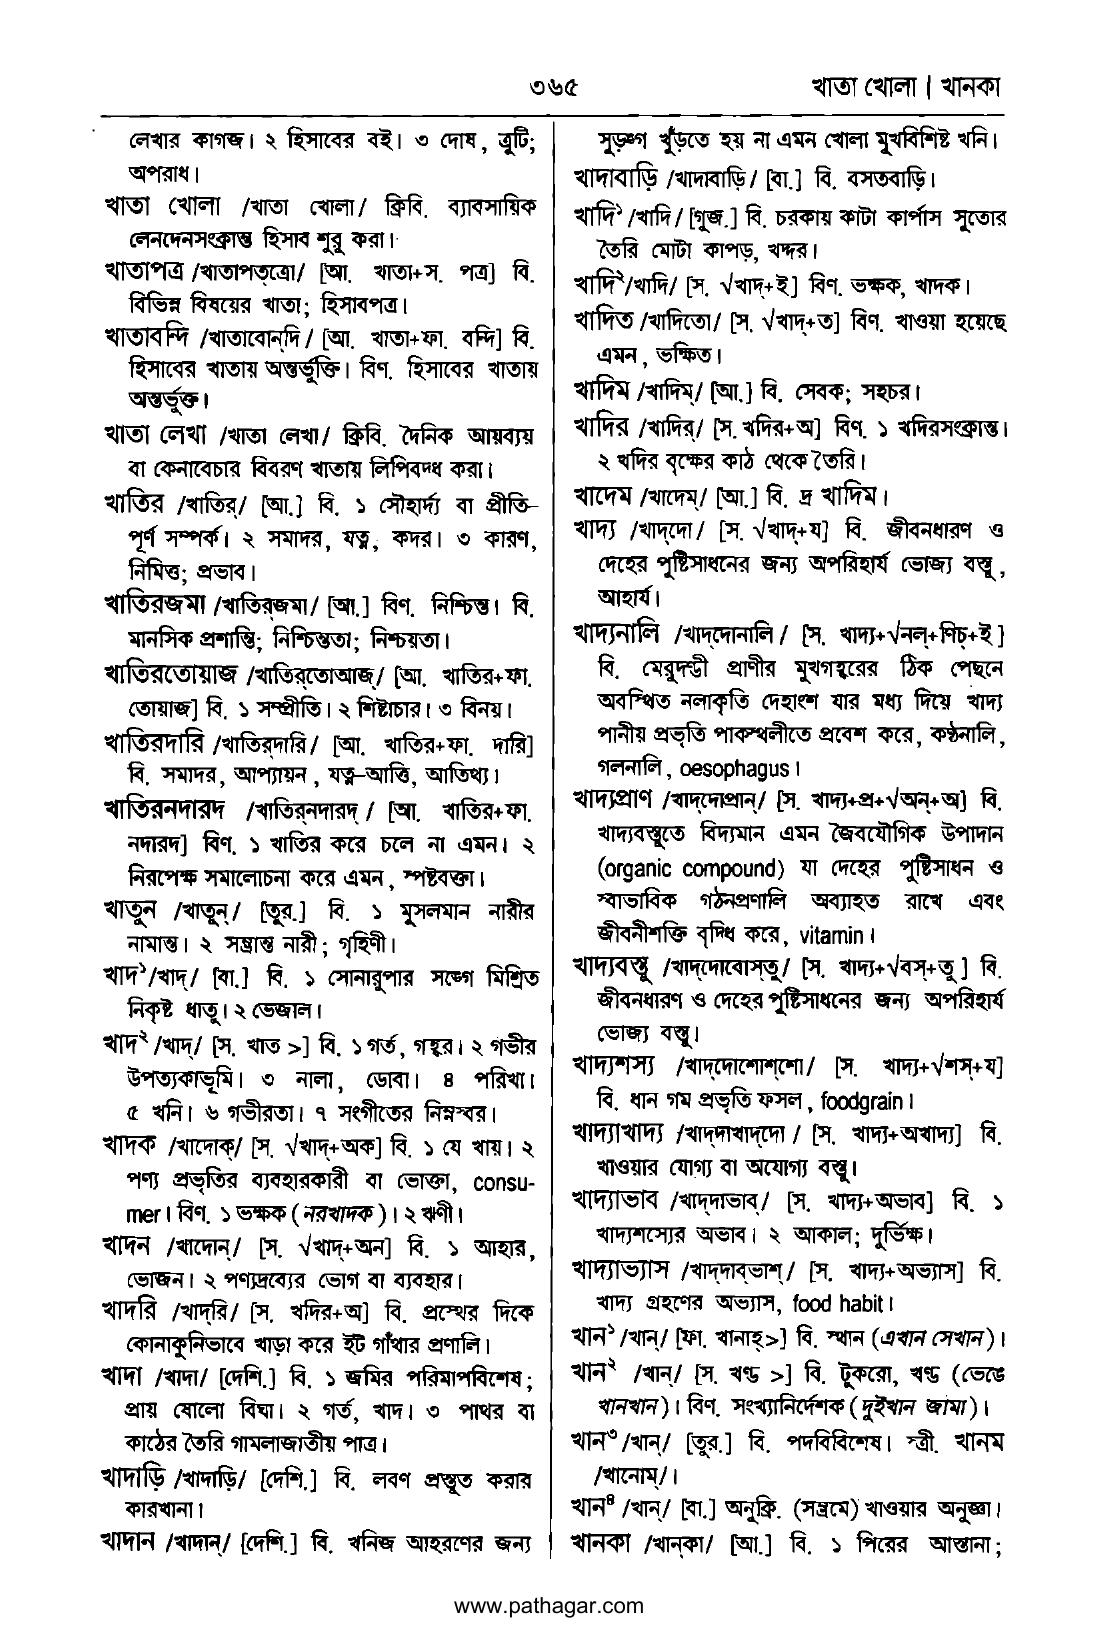 ৩৬৫
খাতা খোলা | খানকা
লেখার কাগজ। ২ হিসাবের বই। ৩ দোষ, ত্রুটি;
অপরাধ।
খাতা খোলা /খাতা খোলা/ ক্রিবি. ব্যাবসায়িক
লেনদেনসংক্রান্ত হিসাব শুরু করা।
খাতাপত্র /খাতাপত্‌ত্রো/ [আ. খাতা+স. পত্র] বি.
বিভিন্ন বিষয়ের খাতা; হিসাবপত্র।
খাতাবন্দি /খাতাবোন্‌দি/ [আ. খাতা+ফা. বন্দি] বি.
হিসাবের খাতায় অন্তর্ভুক্তি। বিণ. হিসাবের খাতায়
অন্তর্ভুক্ত।
খাতা লেখা /খাতা লেখা/ ক্রিবি. দৈনিক আয়ব্যয়
বা কেনাবেচার বিবরণ খাতায় লিপিবদ্ধ করা।
খাতির /খাতির্/ [আ.] বি. ১ সৌহার্দ্য বা প্রীতি-
পূর্ণ সম্পর্ক। ২ সমাদর, যত্ন, কদর। ৩ কারণ,
নিমিত্ত; প্রভাব।
খাতিরজমা /খাতির্‌জমা/ [আ.] বিণ. নিশ্চিন্ত। বি.
মানসিক প্রশান্তি; নিশ্চিন্ততা; নিশ্চয়তা।
খাতিরতোয়াজ /খাতির্‌তোআজ্/ [আ. খাতির+ফা.
তোয়াজ] বি. ১ সম্প্রীতি। ২ শিষ্টাচার। ৩ বিনয়।
খাতিরদারি /খাতির্‌দারি/ [আ. খাতির+ফা. দারি]
বি. সমাদর, আপ্যায়ন, যত্ন-আত্তি, আতিথ্য।
খাতিরনদারদ /খাতির্‌নদারদ্/ [আ. খাতির+ফা.
নদারদ] বিণ. ১ খাতির করে চলে না এমন। ২
নিরপেক্ষ সমালোচনা করে এমন, স্পষ্টবক্তা।
খাতুন /খাতুন্/ [তুর.] বি. ১ মুসলমান নারীর
নামান্ত। ২ সম্ভ্রান্ত নারী; গৃহিণী।
খাদ১ /খাদ্/ [বা.] বি. ১ সোনারুপার সঙ্গে মিশ্রিত
নিকৃষ্ট ধাতু। ২ ভেজাল।
খাদ২ /খাদ্/ [স. খাত >] বি. ১ গর্ত, গহ্বর। ২ গভীর
উপত্যকাভূমি। ৩ নালা, ডোবা। ৪ পরিখা।
৫ খনি। ৬ গভীরতা। ৭ সংগীতের নিম্নস্বর।
খাদক /খাদোক্/ [স. √খাদ্+অক] বি. ১ যে খায়। ২
পণ্য প্রভৃতির ব্যবহারকারী বা ভোক্তা, consu-
mer। বিণ. ১ ভক্ষক (নরখাদক)। ২ ঋণী।
খাদন /খাদোন্/ [স. √খাদ্+অন] বি. ১ আহার,
ভোজন। ২ পণ্যদ্রব্যের ভোগ বা ব্যবহার।
খাদরি /খাদ্‌রি/ [স. খদির+অ] বি. প্রস্থের দিকে
কোনাকুনিভাবে খাড়া করে ইট গাঁথার প্রণালি।
খাদা /খাদা/ [দেশি.] বি. ১ জমির পরিমাপবিশেষ;
প্রায় ষোলো বিঘা। ২ গর্ত, খাদ। ৩ পাথর বা
কাঠের তৈরি গামলাজাতীয় পাত্র।
খাদাড়ি /খাদাড়ি/ [দেশি.] বি. লবণ প্রস্তুত করার
কারখানা।
খাদান /খাদান্/ [দেশি.] বি. খনিজ আহরণের জন্য
সুড়ঙ্গ খুঁড়তে হয় না এমন খোলা মুখবিশিষ্ট খনি।
খাদাবাড়ি /খাদাবাড়ি/ [বা.] বি. বসতবাড়ি।
খাদি১ /খাদি/ [গুজ.] বি. চরকায় কাটা কার্পাস সুতোর
তৈরি মোটা কাপড়, খদ্দর।
খাদি২ /খাদি/ [স. √খাদ্+ই] বিণ. ভক্ষক, খাদক।
খাদিত /খাদিতো/ [স. √খাদ্+ত] বিণ. খাওয়া হয়েছে
এমন, ভক্ষিত।
খাদিম /খাদিম্/ [আ.] বি. সেবক; সহচর।
খাদির /খাদির্/ [স. খদির+অ] বিণ. ১ খদিরসংক্রান্ত।
২ খদির বৃক্ষের কাঠ থেকে তৈরি।
খাদেম /খাদেম্/ [আ.] বি. দ্র খাদিম।
খাদ্য /খাদ্‌দো/ [স. √খাদ্+য] বি. জীবনধারণ ও
দেহের পুষ্টিসাধনের জন্য অপরিহার্য ভোজ্য বস্তু,
আহার্য।
খাদ্যনালি /খাদ্‌দোনালি/ [স. খাদ্য+√নল্+ণিচ্+ই]
বি. মেরুদণ্ডী প্রাণীর মুখগহ্বরের ঠিক পেছনে
অবস্থিত নলাকৃতি দেহাংশ যার মধ্য দিয়ে খাদ্য
পানীয় প্রভৃতি পাকস্থলীতে প্রবেশ করে, কণ্ঠনালি,
গলনালি, oesophagus।
খাদ্যপ্রাণ /খাদ্‌দোপ্রান্/ [স. খাদ্য+প্র+√অন্+অ] বি.
খাদ্যবস্তুতে বিদ্যমান এমন জৈবযৌগিক উপাদান
(organic compound) যা দেহের পুষ্টিসাধন ও
স্বাভাবিক গঠনপ্রণালি অব্যাহত রাখে এবং
জীবনীশক্তি বৃদ্ধি করে, vitamin।
খাদ্যবস্তু /খাদ্‌দোবোস্‌তু/ [স. খাদ্য+√বস্+তু] বি.
জীবনধারণ ও দেহের পুষ্টিসাধনের জন্য অপরিহার্য
ভোজ্য বস্তু।
খাদ্যশস্য /খাদ্‌দোশোশ্‌শো/ [স. খাদ্য+√শস্+য]
বি. ধান গম প্রভৃতি ফসল, foodgrain।
খাদ্যাখাদ্য /খাদ্‌দাখাদ্‌দো/ [স. খাদ্য+অখাদ্য] বি.
খাওয়ার যোগ্য বা অযোগ্য বস্তু।
খাদ্যাভাব /খাদ্‌দাভাব্/ [স. খাদ্য+অভাব] বি. ১
খাদ্যশস্যের অভাব। ২ আকাল; দুর্ভিক্ষ।
খাদ্যাভ্যাস /খাদ্‌দাব্‌ভাশ্/ [স. খাদ্য+অভ্যাস] বি.
খাদ্য গ্রহণের অভ্যাস, food habit।
খান১ /খান্/ [ফা. খানাহ্>] বি. স্থান (এখান সেখান)।
খান২ /খান্/ [স. খণ্ড >] বি. টুকরো, খণ্ড (ভেঙে
খানখান)। বিণ. সংখ্যানির্দেশক (দুইখান জামা)।
খান৩ /খান্/ [তুর.] বি. পদবিবিশেষ। স্ত্রী. খানম
/খানোম্/।
খান৪ /খান্/ [বা.] অনুক্রি. (সম্ভ্রমে) খাওয়ার অনুজ্ঞা।
খানকা /খান্‌কা/ [আ.] বি. ১ পিরের আস্তানা;
www.pathagar.com